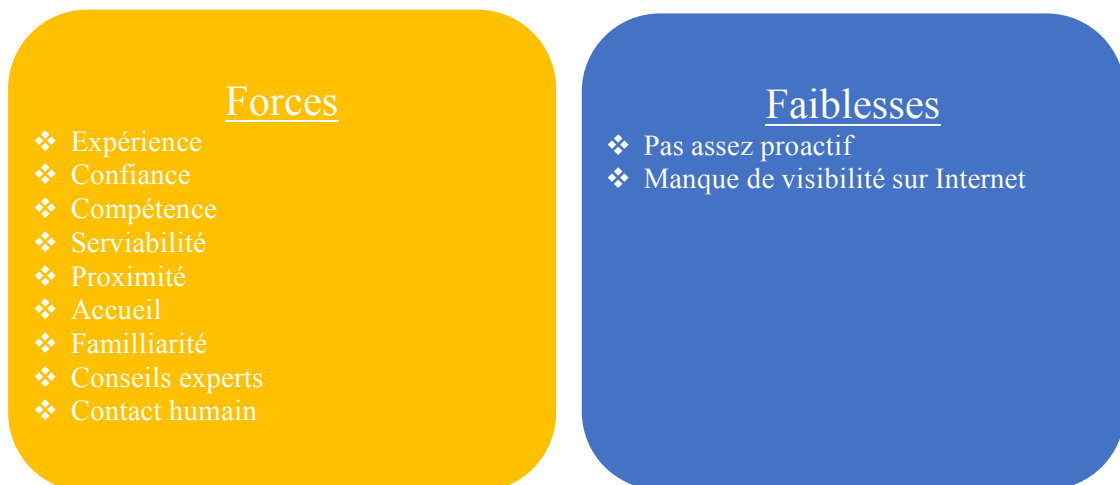 Forces
❖ Expérience
❖ Confiance
❖ Compétence
❖ Serviabilité
❖ Proximité
❖ Accueil
❖ Familliarité
❖ Conseils experts
❖ Contact humain
Faiblesses
❖ Pas assez proactif
❖ Manque de visibilité sur Internet